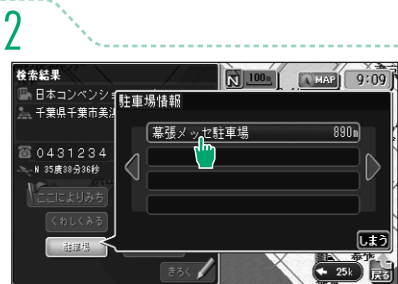 2
検索結果
N 100m
MAP
9:09
日本コンベンシ
千葉県千葉市美
駐車場情報
幕張メッセ駐車場 890m
0431234
N 35度38分36秒
ここによりみち
くわしくみる
駐車場
しまう
きろく
25k
戻る